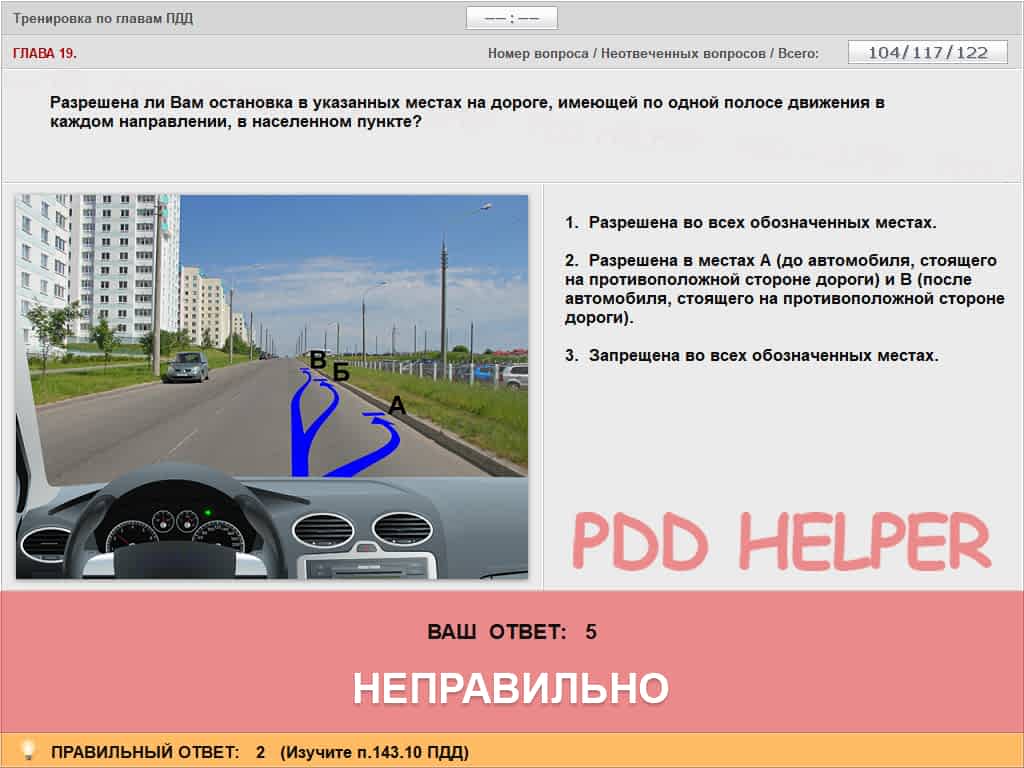 Тренировка по главам ПДД
—— : ——
ГЛАВА 19.
Номер вопроса / Неотвеченных вопросов / Всего:
104/117/122
Разрешена ли Вам остановка в указанных местах на дороге, имеющей по одной полосе движения в
каждом направлении, в населенном пункте?
1. Разрешена во всех обозначенных местах.
2. Разрешена в местах А (до автомобиля, стоящего
на противоположной стороне дороги) и В (после
автомобиля, стоящего на противоположной стороне
дороги).
3. Запрещена во всех обозначенных местах.
В
Б
А
PDD HELPER
ВАШ ОТВЕТ: 5
НЕПРАВИЛЬНО
ПРАВИЛЬНЫЙ ОТВЕТ: 2 (Изучите п.143.10 ПДД)